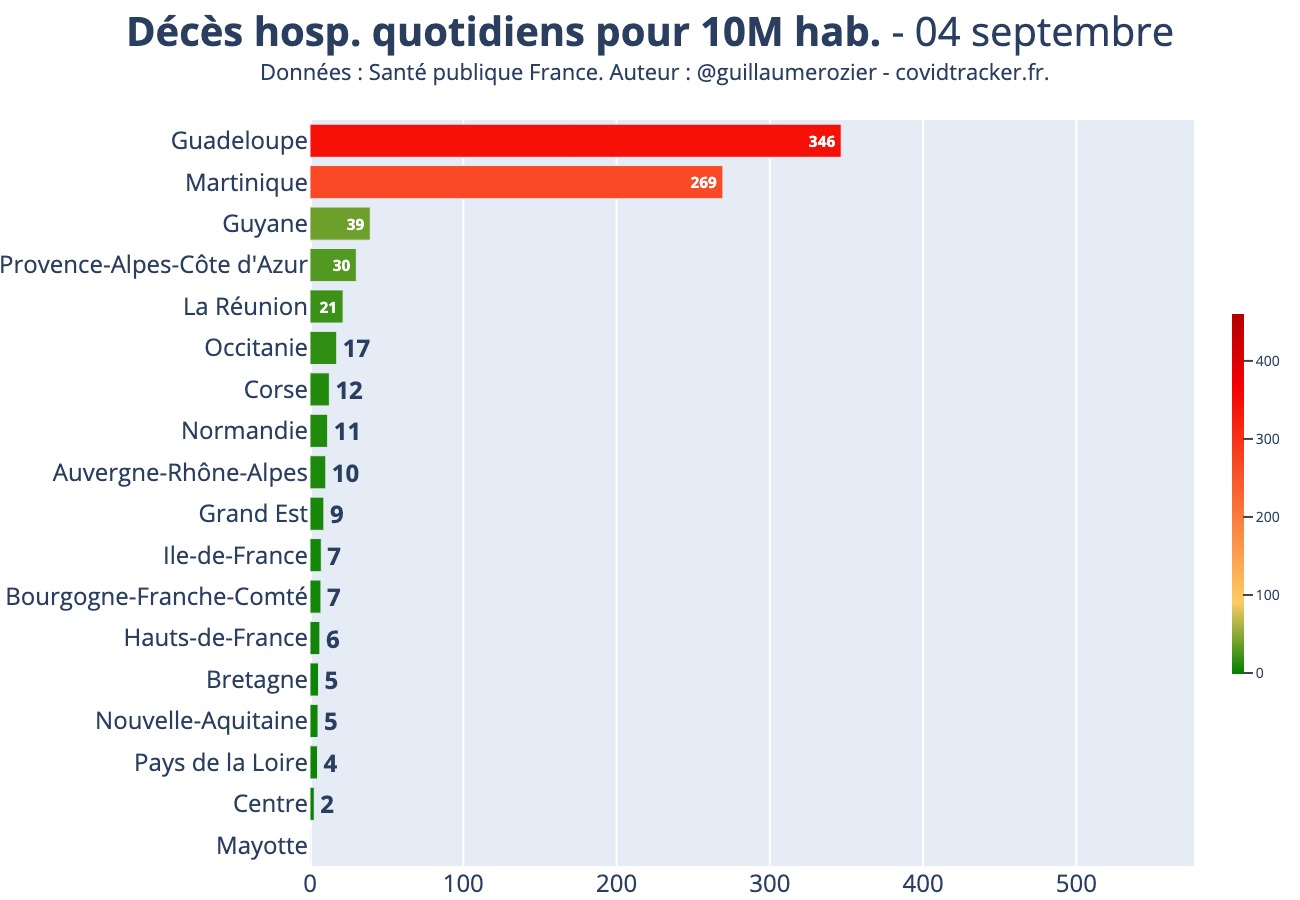 Décès hosp. quotidiens pour 10M hab. - 04 septembre
Données : Santé publique France. Auteur : @guillaumerozier - covidtracker.fr.
Guadeloupe 346
Martinique 269
Guyane 39
Provence-Alpes-Côte d'Azur 30
La Réunion 21
Occitanie 17
Corse 12
Normandie 11
Auvergne-Rhône-Alpes 10
Grand Est 9
Ile-de-France 7
Bourgogne-Franche-Comté 7
Hauts-de-France 6
Bretagne 5
Nouvelle-Aquitaine 5
Pays de la Loire 4
Centre 2
Mayotte
0 100 200 300 400 500
400
300
200
100
0